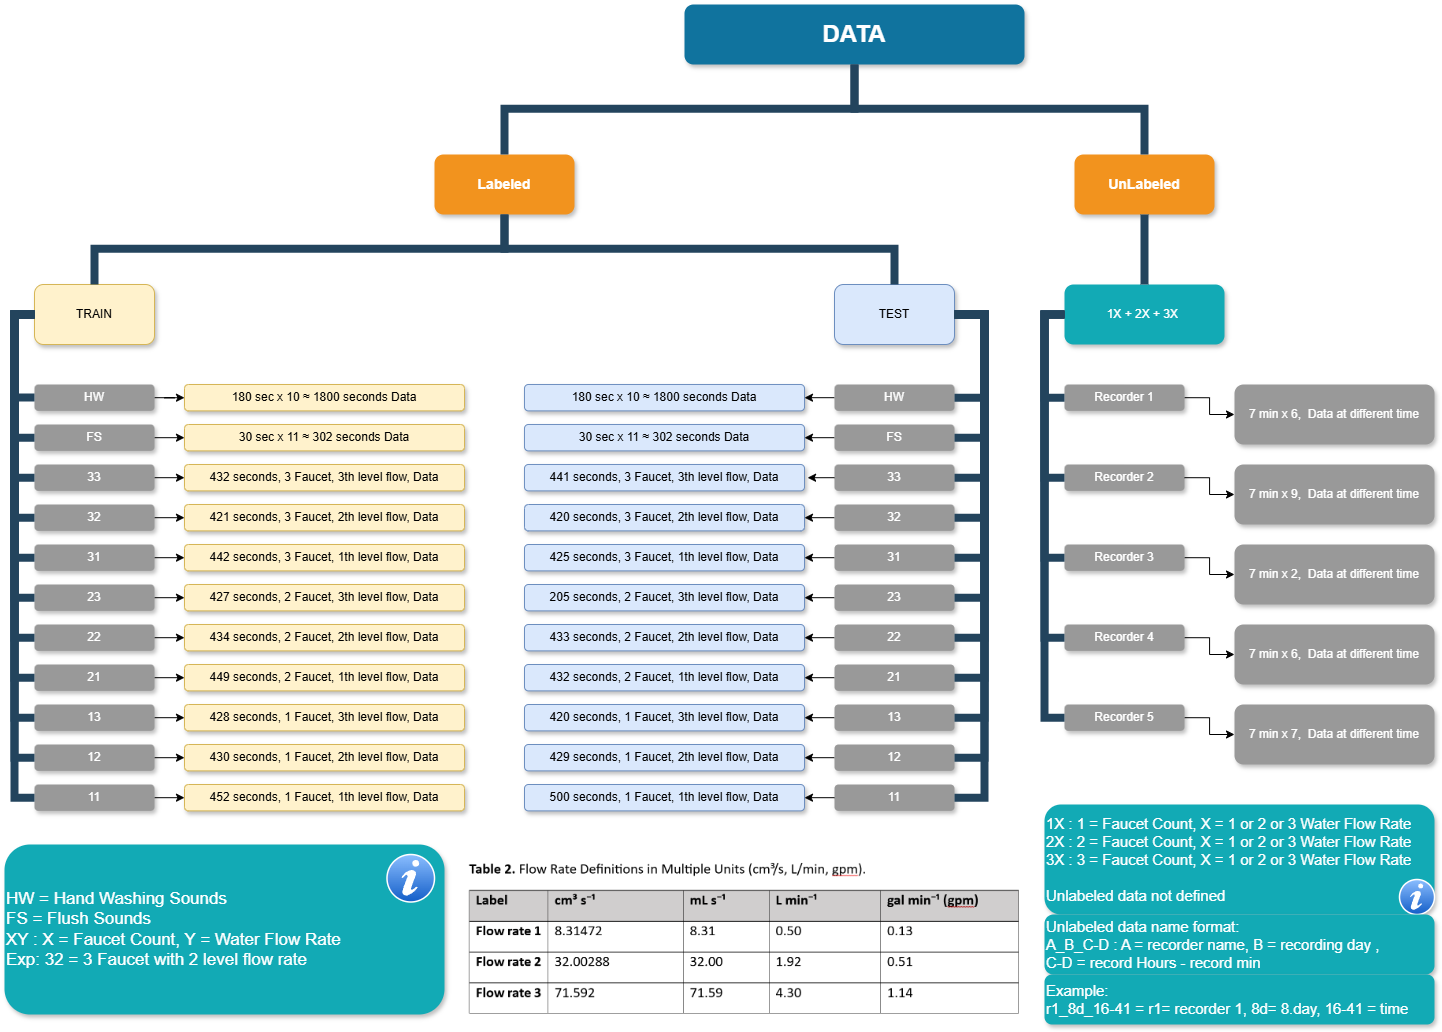 DATA
Labeled
UnLabeled
TRAIN
TEST
1X + 2X + 3X
HW
180 sec x 10 ≈ 1800 seconds Data
FS
30 sec x 11 ≈ 302 seconds Data
33
432 seconds, 3 Faucet, 3th level flow, Data
32
421 seconds, 3 Faucet, 2th level flow, Data
31
442 seconds, 3 Faucet, 1th level flow, Data
23
427 seconds, 2 Faucet, 3th level flow, Data
22
434 seconds, 2 Faucet, 2th level flow, Data
21
449 seconds, 2 Faucet, 1th level flow, Data
13
428 seconds, 1 Faucet, 3th level flow, Data
12
430 seconds, 1 Faucet, 2th level flow, Data
11
452 seconds, 1 Faucet, 1th level flow, Data
180 sec x 10 ≈ 1800 seconds Data
HW
30 sec x 11 ≈ 302 seconds Data
FS
441 seconds, 3 Faucet, 3th level flow, Data
33
420 seconds, 3 Faucet, 2th level flow, Data
32
425 seconds, 3 Faucet, 1th level flow, Data
31
205 seconds, 2 Faucet, 3th level flow, Data
23
433 seconds, 2 Faucet, 2th level flow, Data
22
432 seconds, 2 Faucet, 1th level flow, Data
21
420 seconds, 1 Faucet, 3th level flow, Data
13
429 seconds, 1 Faucet, 2th level flow, Data
12
500 seconds, 1 Faucet, 1th level flow, Data
11
Recorder 1
7 min x 6, Data at different time
Recorder 2
7 min x 9, Data at different time
Recorder 3
7 min x 2, Data at different time
Recorder 4
7 min x 6, Data at different time
Recorder 5
7 min x 7, Data at different time
HW = Hand Washing Sounds
FS = Flush Sounds
XY : X = Faucet Count, Y = Water Flow Rate
Exp: 32 = 3 Faucet with 2 level flow rate
i
Table 2. Flow Rate Definitions in Multiple Units (cm³/s, L/min, gpm).
Label cm³ s⁻¹ mL s⁻¹ L min⁻¹ gal min⁻¹ (gpm)
Flow rate 1 8.31472 8.31 0.50 0.13
Flow rate 2 32.00288 32.00 1.92 0.51
Flow rate 3 71.592 71.59 4.30 1.14
1X : 1 = Faucet Count, X = 1 or 2 or 3 Water Flow Rate
2X : 2 = Faucet Count, X = 1 or 2 or 3 Water Flow Rate
3X : 3 = Faucet Count, X = 1 or 2 or 3 Water Flow Rate
Unlabeled data not defined
i
Unlabeled data name format:
A_B_C-D : A = recorder name, B = recording day ,
C-D = record Hours - record min
Example:
r1_8d_16-41 = r1= recorder 1, 8d= 8.day, 16-41 = time